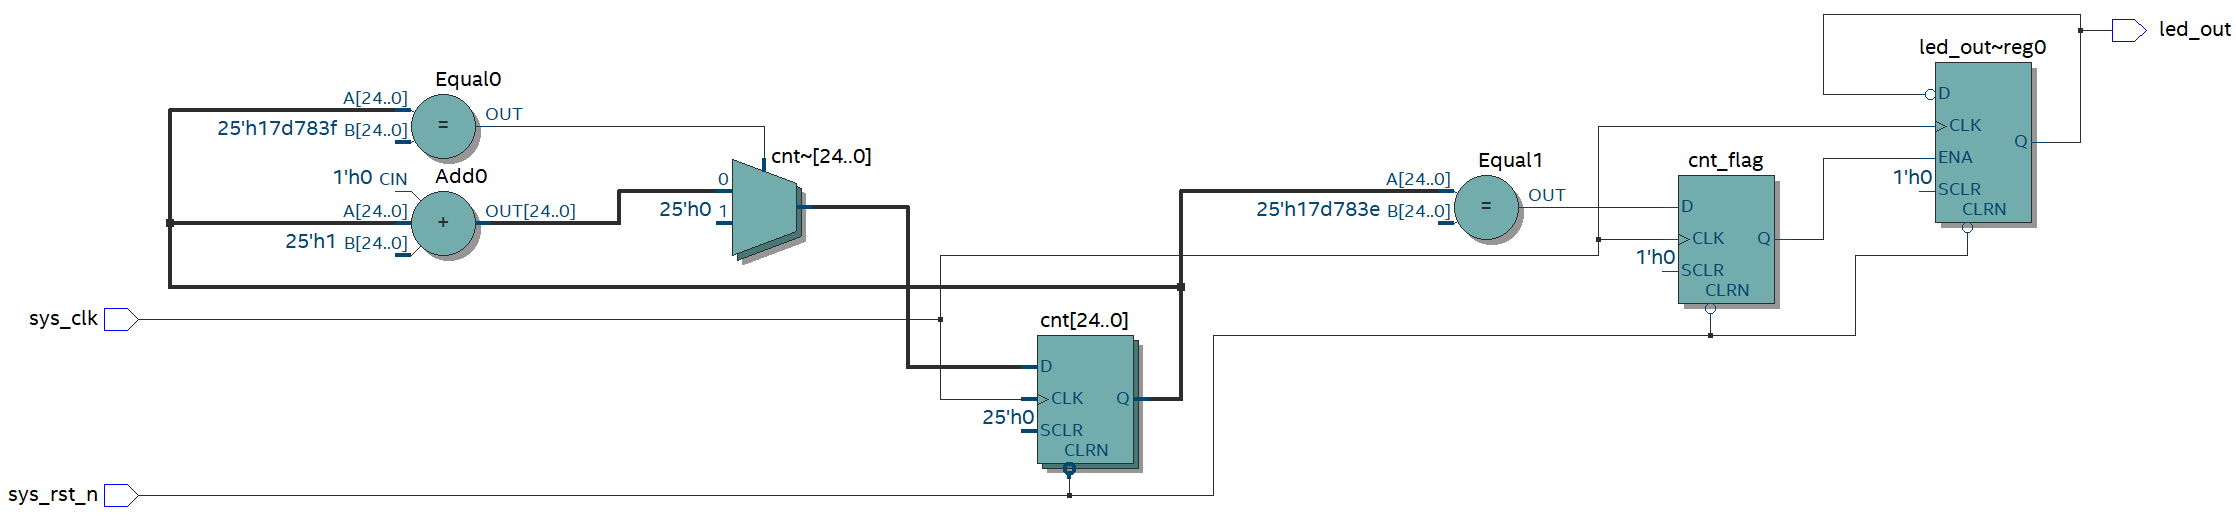 led_out
led_out~reg0
Equal0
A[24..0]
OUT
=
25'h17d783f B[24..0]
D
CLK
Q
ENA
1'h0 SCLR
CLRN
cnt~[24..0]
0
25'h0 1
1'h0 CIN
Add0
A[24..0]
OUT[24..0]
+
25'h1 B[24..0]
Equal1
A[24..0]
OUT
=
25'h17d783e B[24..0]
cnt_flag
D
CLK
Q
1'h0 SCLR
CLRN
sys_clk
cnt[24..0]
D
CLK
Q
25'h0 SCLR
CLRN
sys_rst_n